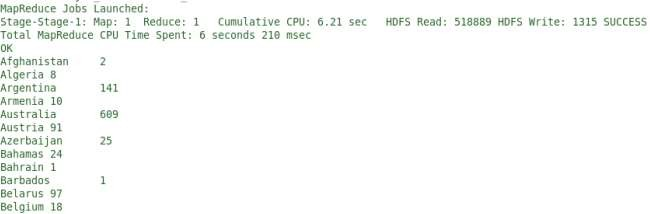 MapReduce Jobs Launched:
Stage-Stage-1: Map: 1 Reduce: 1 Cumulative CPU: 6.21 sec HDFS Read: 518889 HDFS Write: 1315 SUCCESS
Total MapReduce CPU Time Spent: 6 seconds 210 msec
OK
Afghanistan 2
Algeria 8
Argentina 141
Armenia 10
Australia 609
Austria 91
Azerbaijan 25
Bahamas 24
Bahrain 1
Barbados 1
Belarus 97
Belgium 18